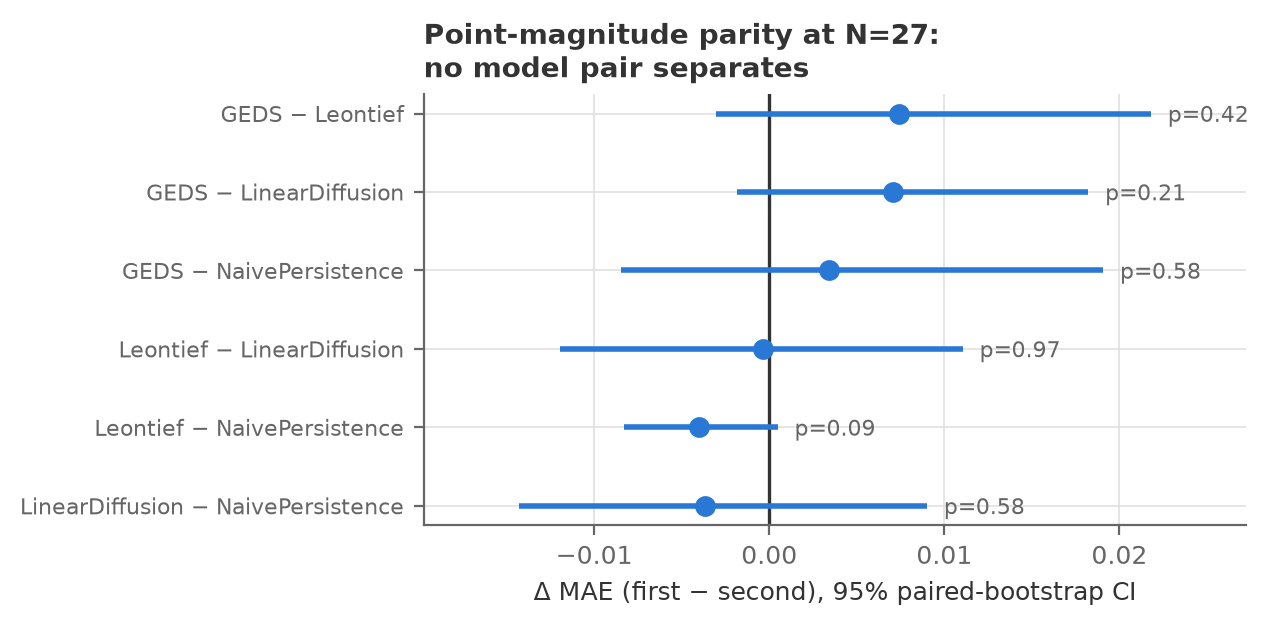 Point-magnitude parity at N=27:
no model pair separates
GEDS − Leontief
p=0.42
GEDS − LinearDiffusion
p=0.21
GEDS − NaivePersistence
p=0.58
Leontief − LinearDiffusion
p=0.97
Leontief − NaivePersistence
p=0.09
LinearDiffusion − NaivePersistence
p=0.58
−0.01
0.00
0.01
0.02
Δ MAE (first − second), 95% paired-bootstrap CI